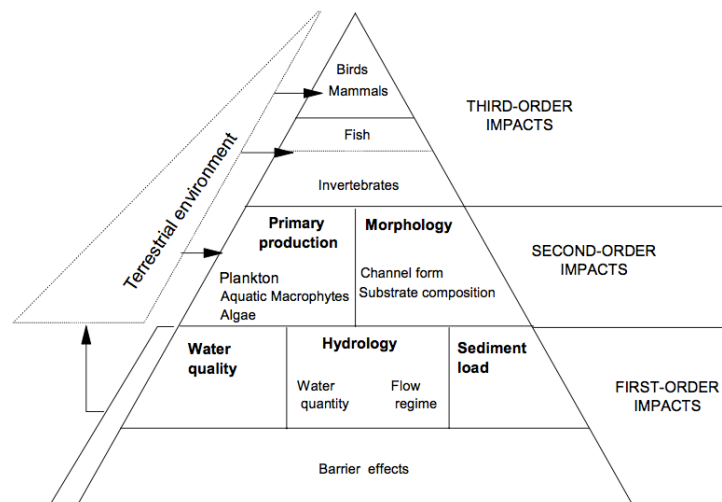 Birds
Mammals
THIRD-ORDER
IMPACTS
Fish
Terrestrial environment
Invertebrates
Primary
production
Morphology
SECOND-ORDER
IMPACTS
Plankton
Aquatic Macrophytes
Algae
Channel form
Substrate composition
Water
quality
Hydrology
Sediment
load
Water
quantity
Flow
regime
FIRST-ORDER
IMPACTS
Barrier effects